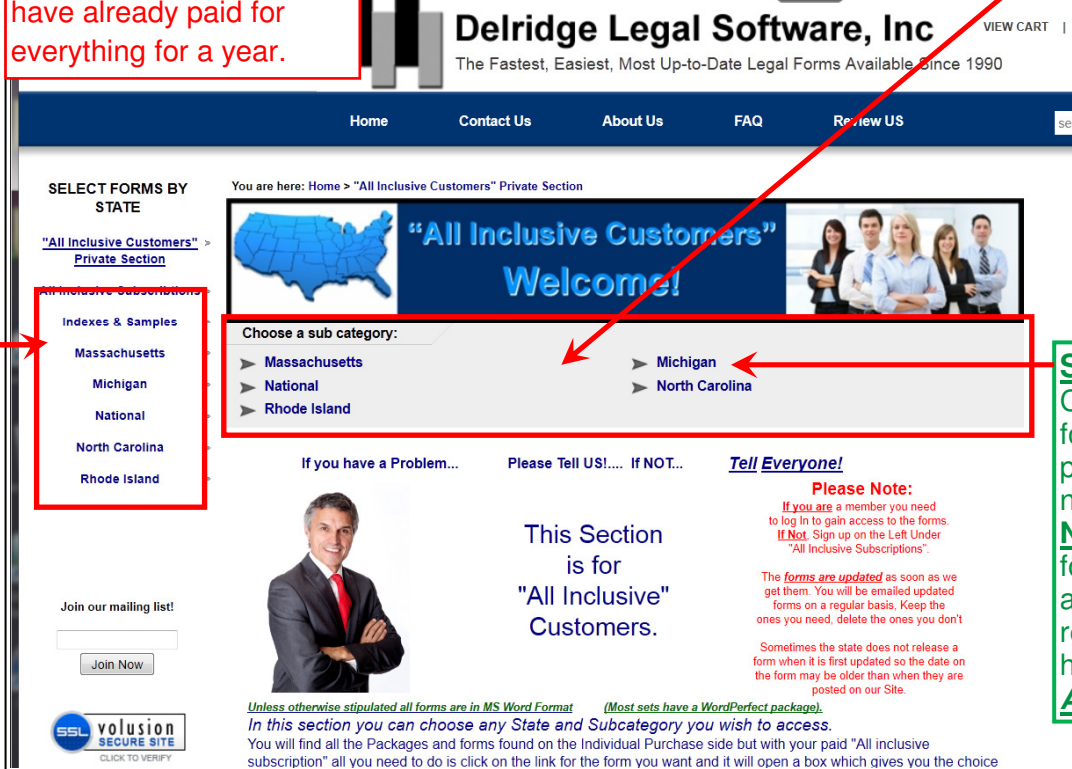 have already paid for
everything for a year.
Delridge Legal Software, Inc
The Fastest, Easiest, Most Up-to-Date Legal Forms Available Since 1990
VIEW CART |
Home Contact Us About Us FAQ Review US
SELECT FORMS BY
STATE
"All Inclusive Customers" >
Private Section
All Inclusive Subscriptions
Indexes & Samples
Massachusetts
Michigan
National
North Carolina
Rhode Island
You are here: Home > "All Inclusive Customers" Private Section
“All Inclusive Customers”
Welcome!
Choose a sub category:
Massachusetts
Michigan
National
North Carolina
Rhode Island
If you have a Problem... Please Tell US!.... If NOT... Tell Everyone!
This Section
is for
"All Inclusive"
Customers.
Please Note:
If you are a member you need
to log In to gain access to the forms.
If Not, Sign up on the Left Under
"All Inclusive Subscriptions".
The forms are updated as soon as we
get them. You will be emailed updated
forms on a regular basis, Keep the
ones you need, delete the ones you don't
Sometimes the state does not release a
form when it is first updated so the date on
the form may be older than when they are
posted on our Site.
Join our mailing list!
Join Now
SSL volusion
SECURE SITE
CLICK TO VERIFY
Unless otherwise stipulated all forms are in MS Word Format (Most sets have a WordPerfect package).
In this section you can choose any State and Subcategory you wish to access.
You will find all the Packages and forms found on the Individual Purchase side but with your paid "All inclusive
subscription" all you need to do is click on the link for the form you want and it will open a box which gives you the choice